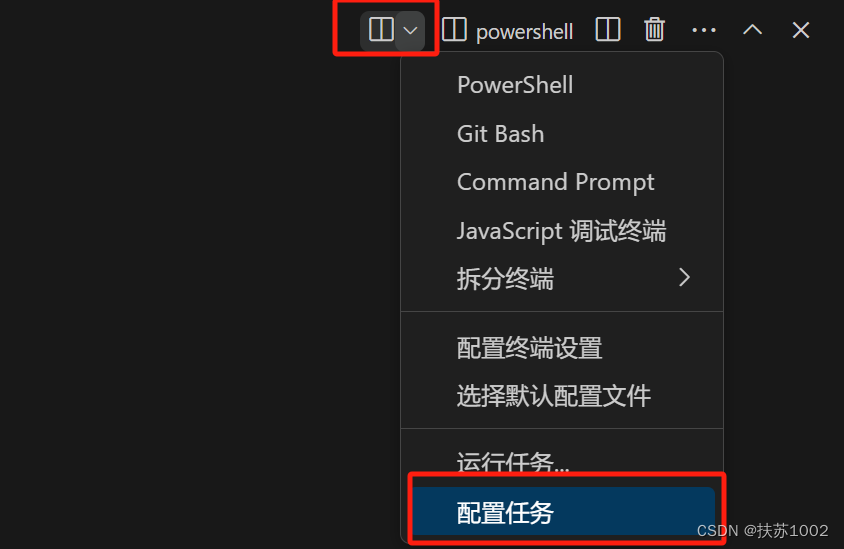 powershell
PowerShell
Git Bash
Command Prompt
JavaScript 调试终端
拆分终端
配置终端设置
选择默认配置文件
运行任务...
配置任务
CSDN @扶苏1002